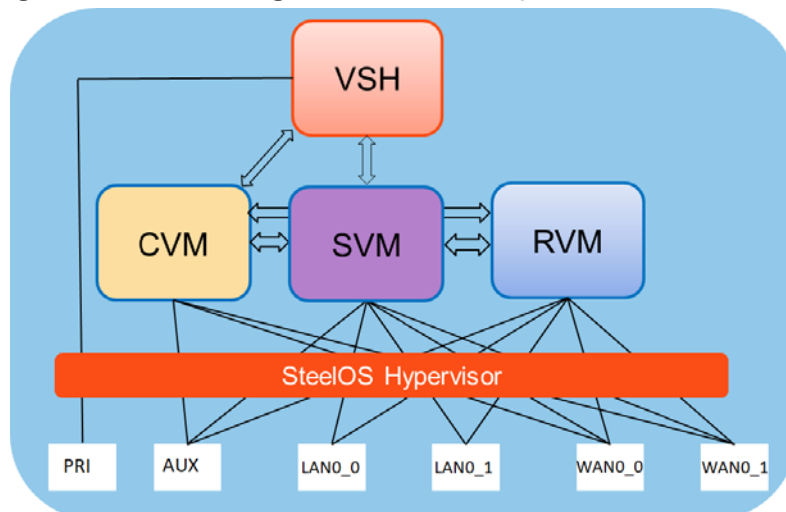 VSH
CVM
SVM
RVM
SteelOS Hypervisor
PRI
AUX
LAN0_0
LAN0_1
WAN0_0
WAN0_1